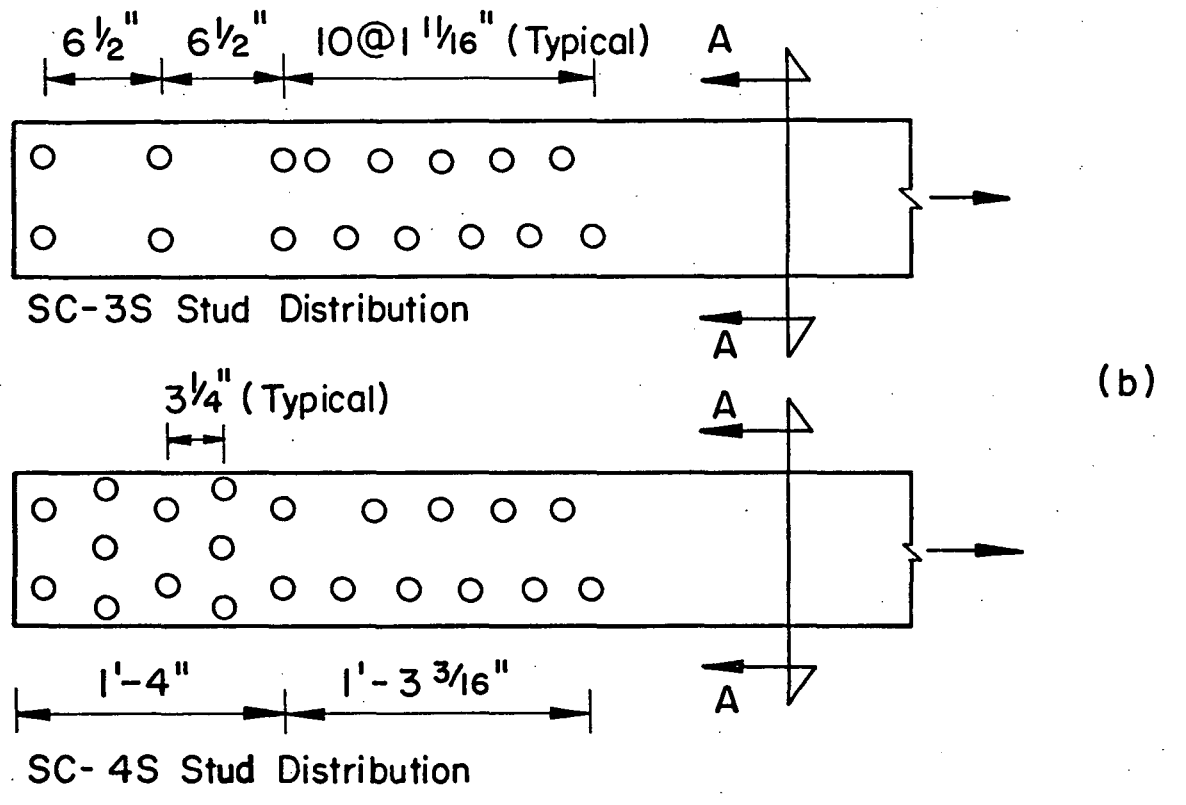 6 1/2" 6 1/2" 10@1 11/16" (Typical) A
SC-3S Stud Distribution
A
(b)
3 1/4" (Typical)
A
1'-4" 1'-3 3/16"
A
SC-4S Stud Distribution